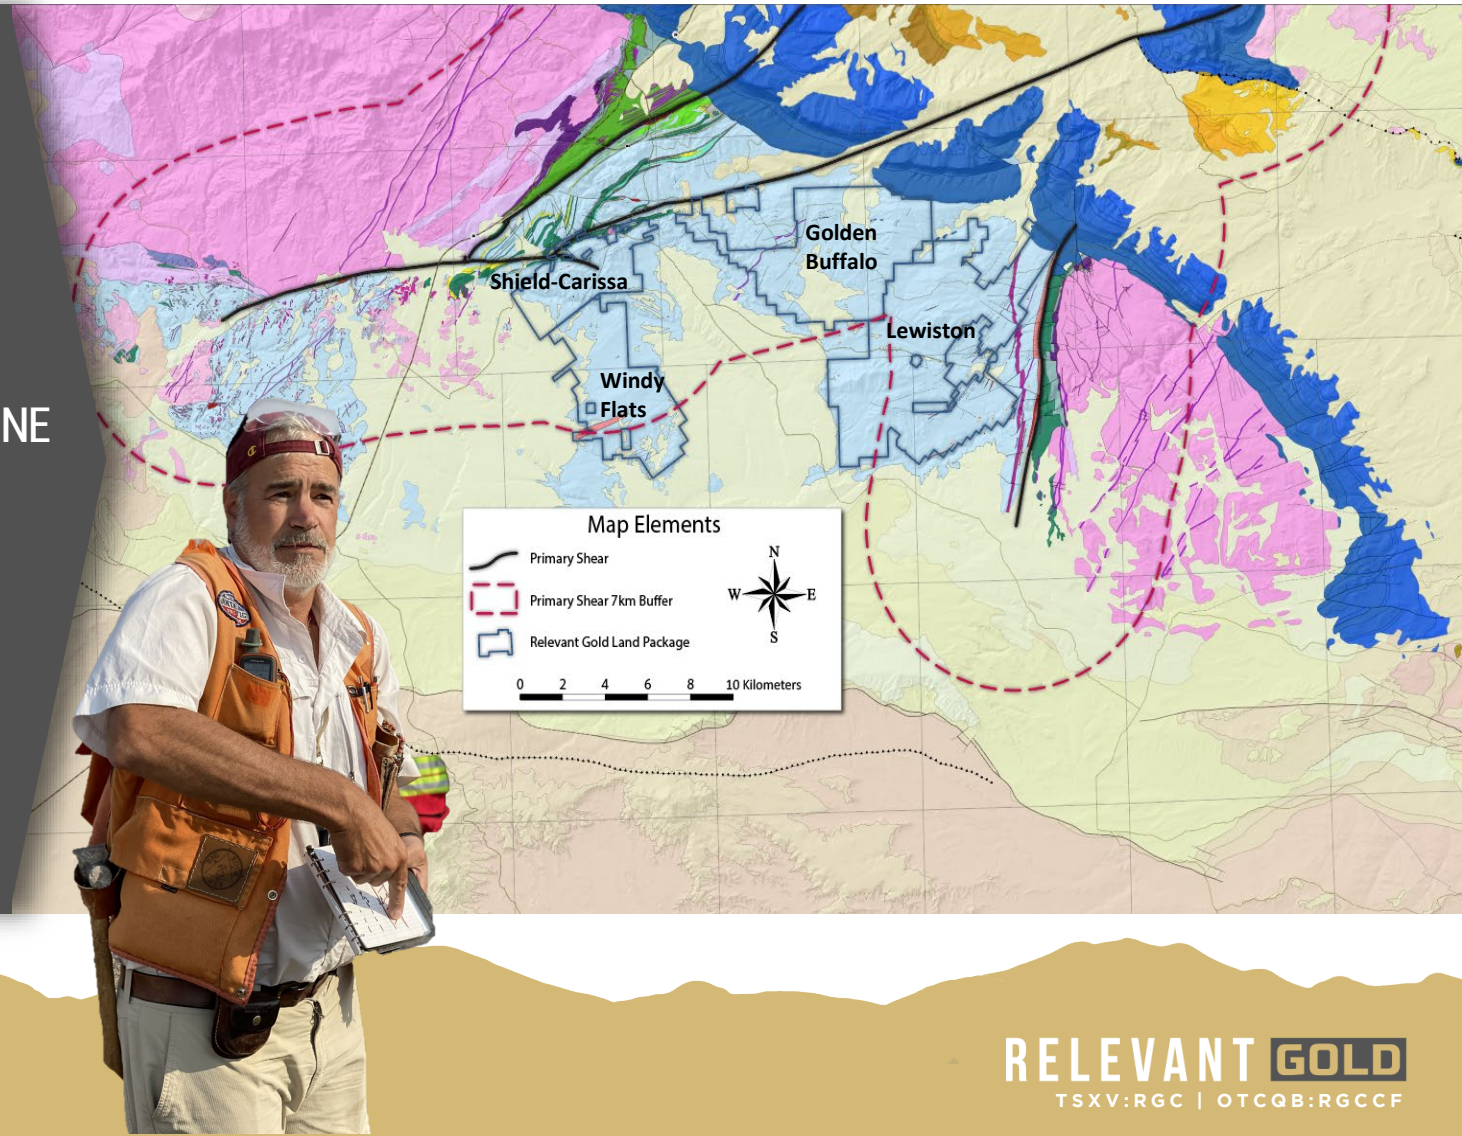 NE
Golden
Buffalo
Shield-Carissa
Lewiston
Windy
Flats
Map Elements
Primary Shear
Primary Shear 7km Buffer
Relevant Gold Land Package
N
W E
S
0 2 4 6 8 10 Kilometers
RELEVANT GOLD
TSXV:RGC | OTCQB:RGCCF